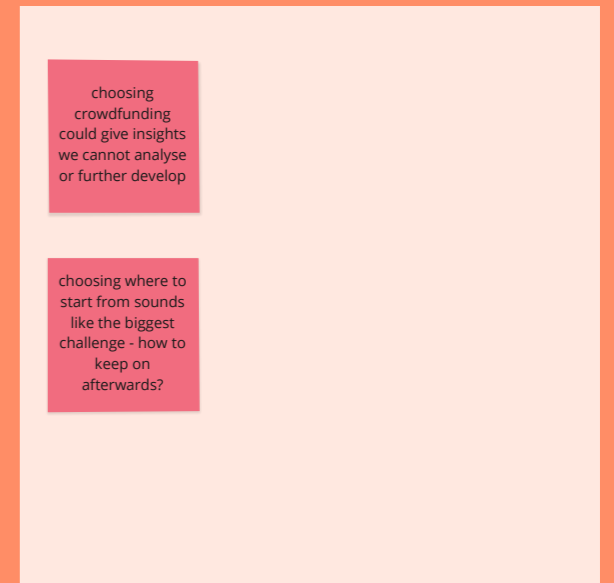 choosing
crowdfunding
could give insights
we cannot analyse
or further develop
choosing where to
start from sounds
like the biggest
challenge - how to
keep on
afterwards?